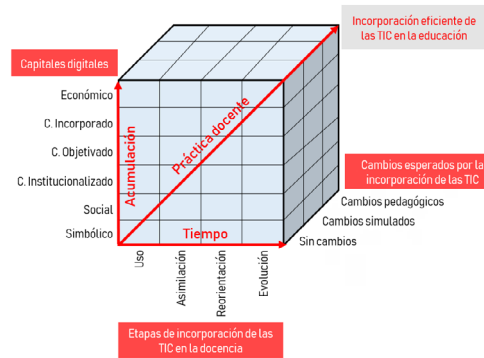 Incorporación eficiente de
las TIC en la educación
Capitales digitales
Económico
C. Incorporado
C. Objetivado
C. Institucionalizado
Social
Simbólico
Acumulación
Práctica docente
Tiempo
Cambios esperados por la
incorporación de las TIC
Cambios pedagógicos
Cambios simulados
Sin cambios
Uso
Asimilación
Reorientación
Evolución
Etapas de incorporación de las
TIC en la docencia